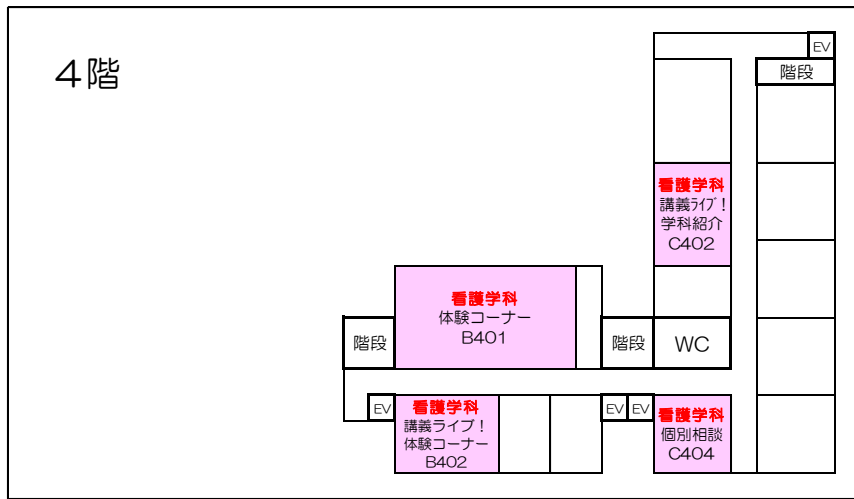 4階
EV
階段
看護学科
講義ﾗｲﾌﾞ！
学科紹介
C402
看護学科
体験コーナー
B401
階段
階段
WC
EV
看護学科
講義ライブ！
体験コーナー
B402
EV
EV
看護学科
個別相談
C404